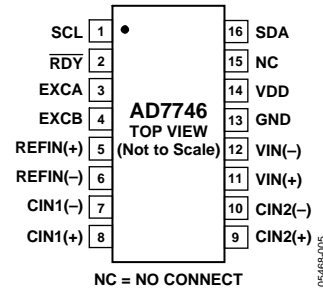 SCL 1
RDY 2
EXCA 3
EXCB 4
REFIN(+) 5
REFIN(–) 6
CIN1(–) 7
CIN1(+) 8
AD7746
TOP VIEW
(Not to Scale)
16 SDA
15 NC
14 VDD
13 GND
12 VIN(–)
11 VIN(+)
10 CIN2(–)
9 CIN2(+)
NC = NO CONNECT
05468-005